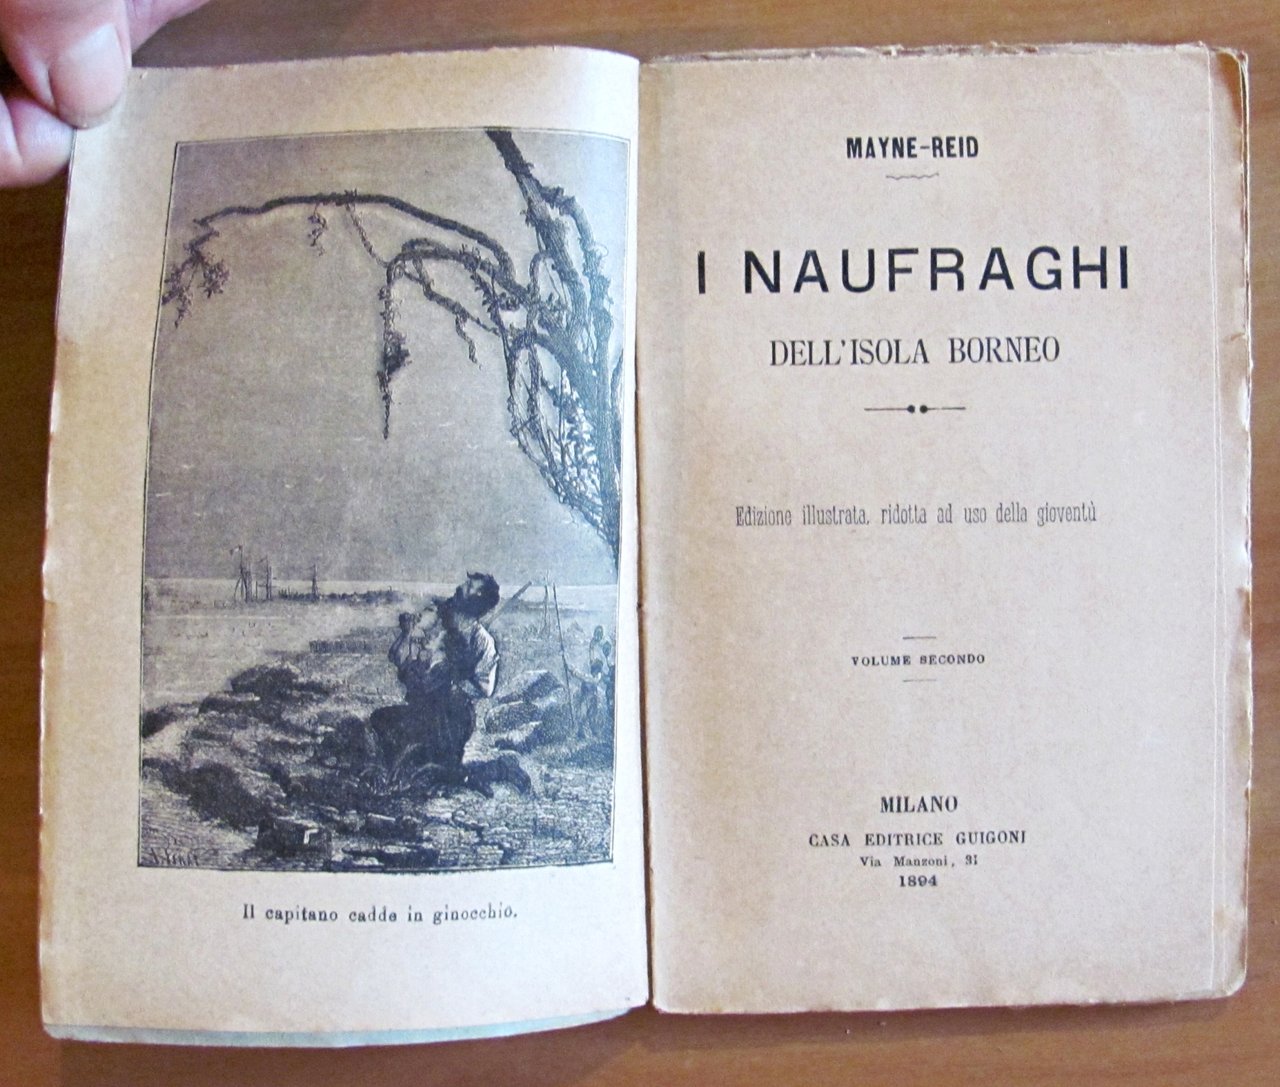 Il capitano cadde in ginocchio.
MAYNE-REID
I NAUFRAGHI
DELL'ISOLA BORNEO
Edizione illustrata, ridotta ad uso della gioventù
VOLUME SECONDO
MILANO
CASA EDITRICE GUIGONI
Via Manzoni, 31
1894